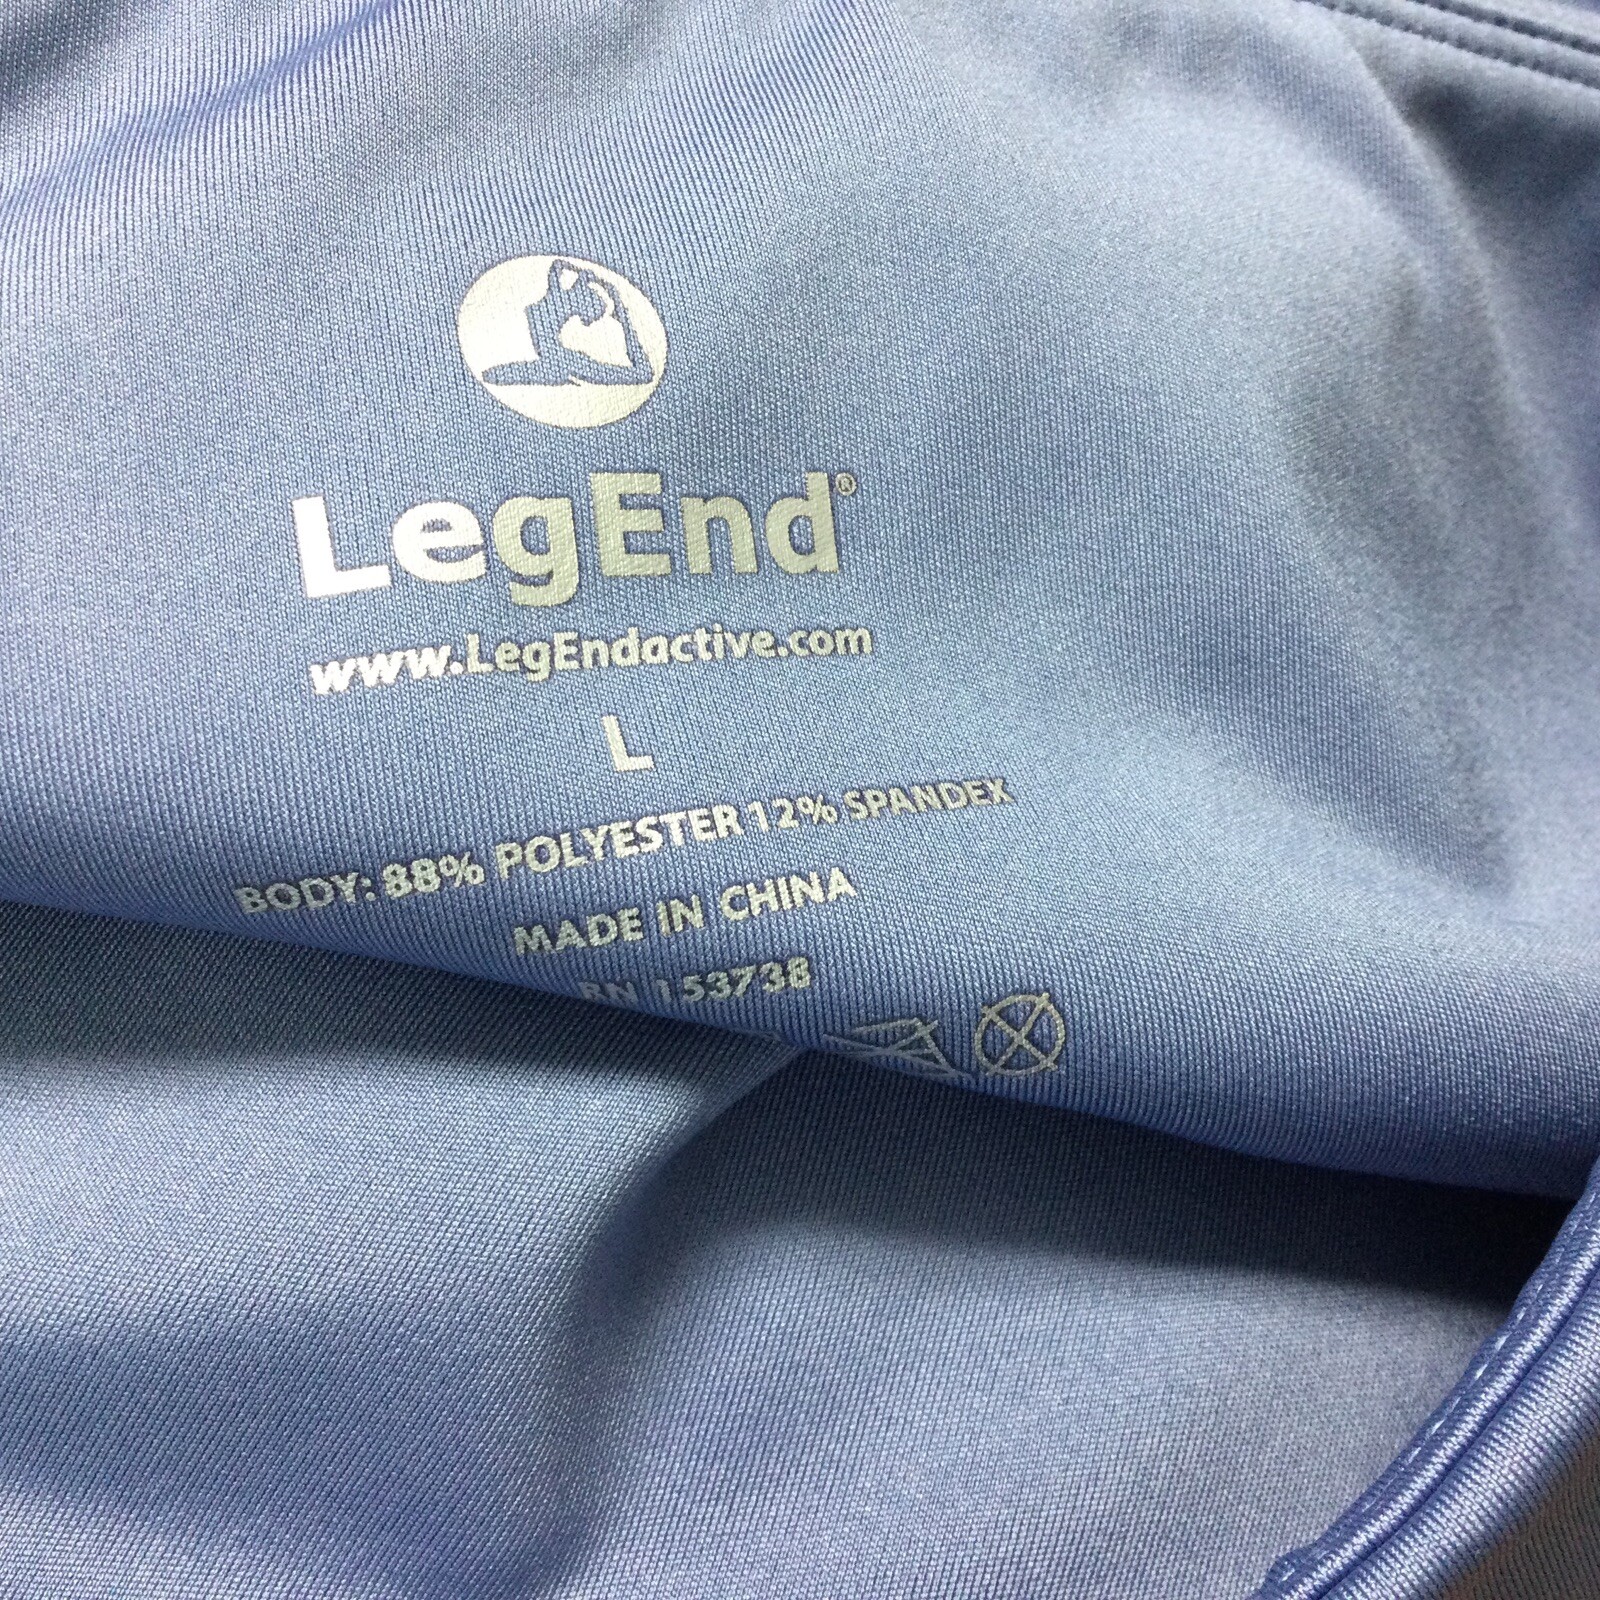 LegEnd®
www.LegEndactive.com
L
BODY: 88% POLYESTER 12% SPANDEX
MADE IN CHINA
RN 153738